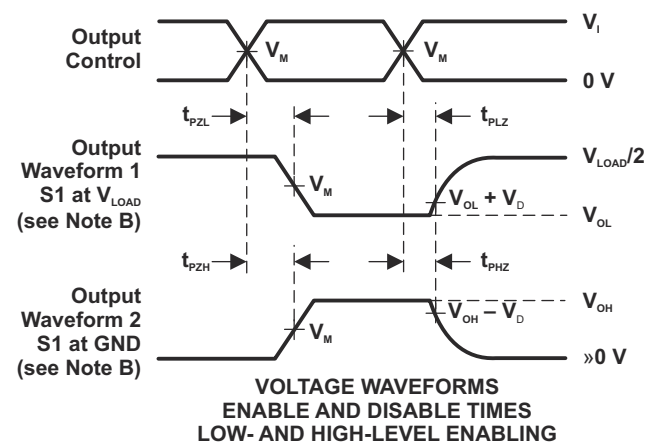 Output
Control
V_M
V_M
V_I
0 V
t_PZL
t_PLZ
Output
Waveform 1
S1 at V_LOAD
(see Note B)
V_M
V_OL + V_D
V_LOAD/2
V_OL
t_PZH
t_PHZ
Output
Waveform 2
S1 at GND
(see Note B)
V_M
V_OH – V_D
V_OH
»0 V
VOLTAGE WAVEFORMS
ENABLE AND DISABLE TIMES
LOW- AND HIGH-LEVEL ENABLING